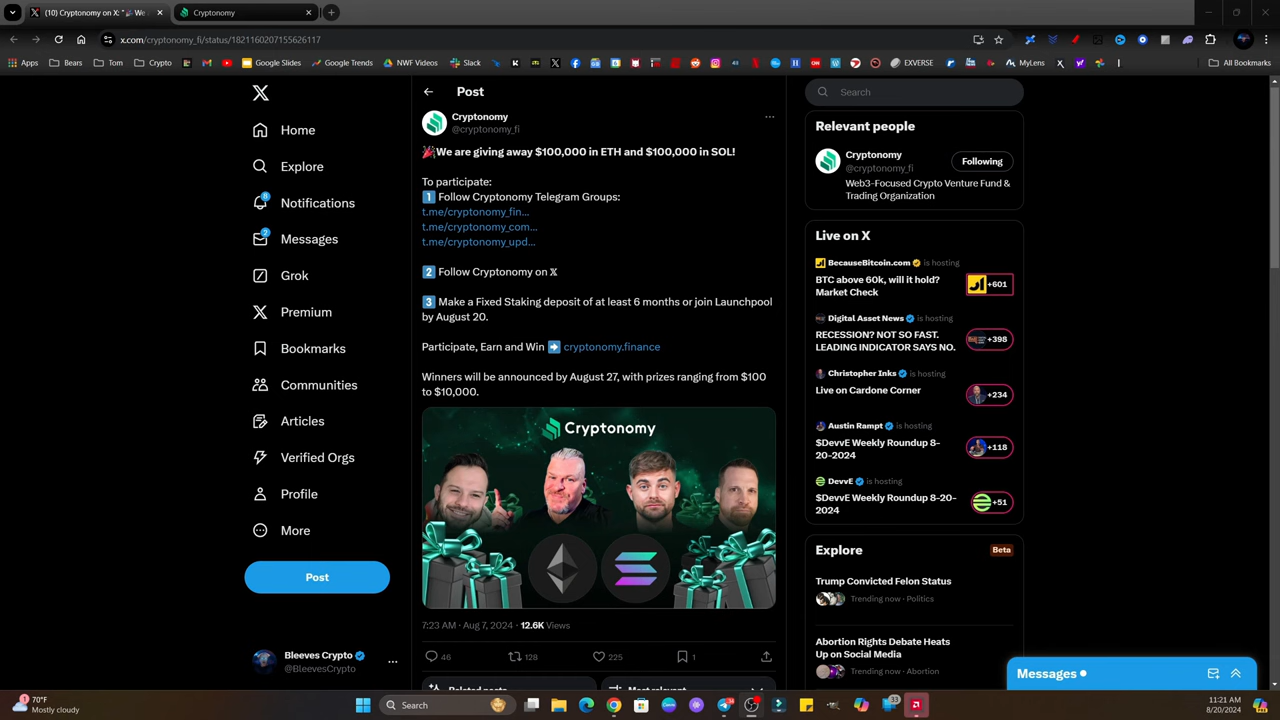 (10) Cryptonomy on X: "🎉 We
Cryptonomy
x.com/cryptonomy_fi/status/1821160207155626117
Apps
Bears
Tom
Crypto
Google Slides
Google Trends
NWF Videos
Slack
EXVERSE
MyLens
All Bookmarks
Home
Explore
Notifications
8
Messages
2
Grok
Premium
Bookmarks
Communities
Articles
Verified Orgs
Profile
More
Post
Bleeves Crypto
@BleevesCrypto
Post
Cryptonomy
@cryptonomy_fi
🎉We are giving away $100,000 in ETH and $100,000 in SOL!
To participate:
1️⃣ Follow Cryptonomy Telegram Groups:
t.me/cryptonomy_fin...
t.me/cryptonomy_com...
t.me/cryptonomy_upd...
2️⃣ Follow Cryptonomy on 𝕏
3️⃣ Make a Fixed Staking deposit of at least 6 months or join Launchpool
by August 20.
Participate, Earn and Win ➡️ cryptonomy.finance
Winners will be announced by August 27, with prizes ranging from $100
to $10,000.
Cryptonomy
7:23 AM · Aug 7, 2024 · 12.6K Views
46
128
225
1
Related posts
Most relevant
Search
Relevant people
Cryptonomy
@cryptonomy_fi
Following
Web3-Focused Crypto Venture Fund &
Trading Organization
Live on X
BecauseBitcoin.com is hosting
BTC above 60k, will it hold?
Market Check
+601
Digital Asset News is hosting
RECESSION? NOT SO FAST.
LEADING INDICATOR SAYS NO.
+398
Christopher Inks is hosting
Live on Cardone Corner
+234
Austin Rampt is hosting
$DevvE Weekly Roundup 8-
20-2024
+118
DevvE is hosting
$DevvE Weekly Roundup 8-20-
2024
+51
Explore
Beta
Trump Convicted Felon Status
Trending now · Politics
Abortion Rights Debate Heats
Up on Social Media
Trending now · Abortion
Messages
70°F
Mostly cloudy
Search
11:21 AM
8/20/2024